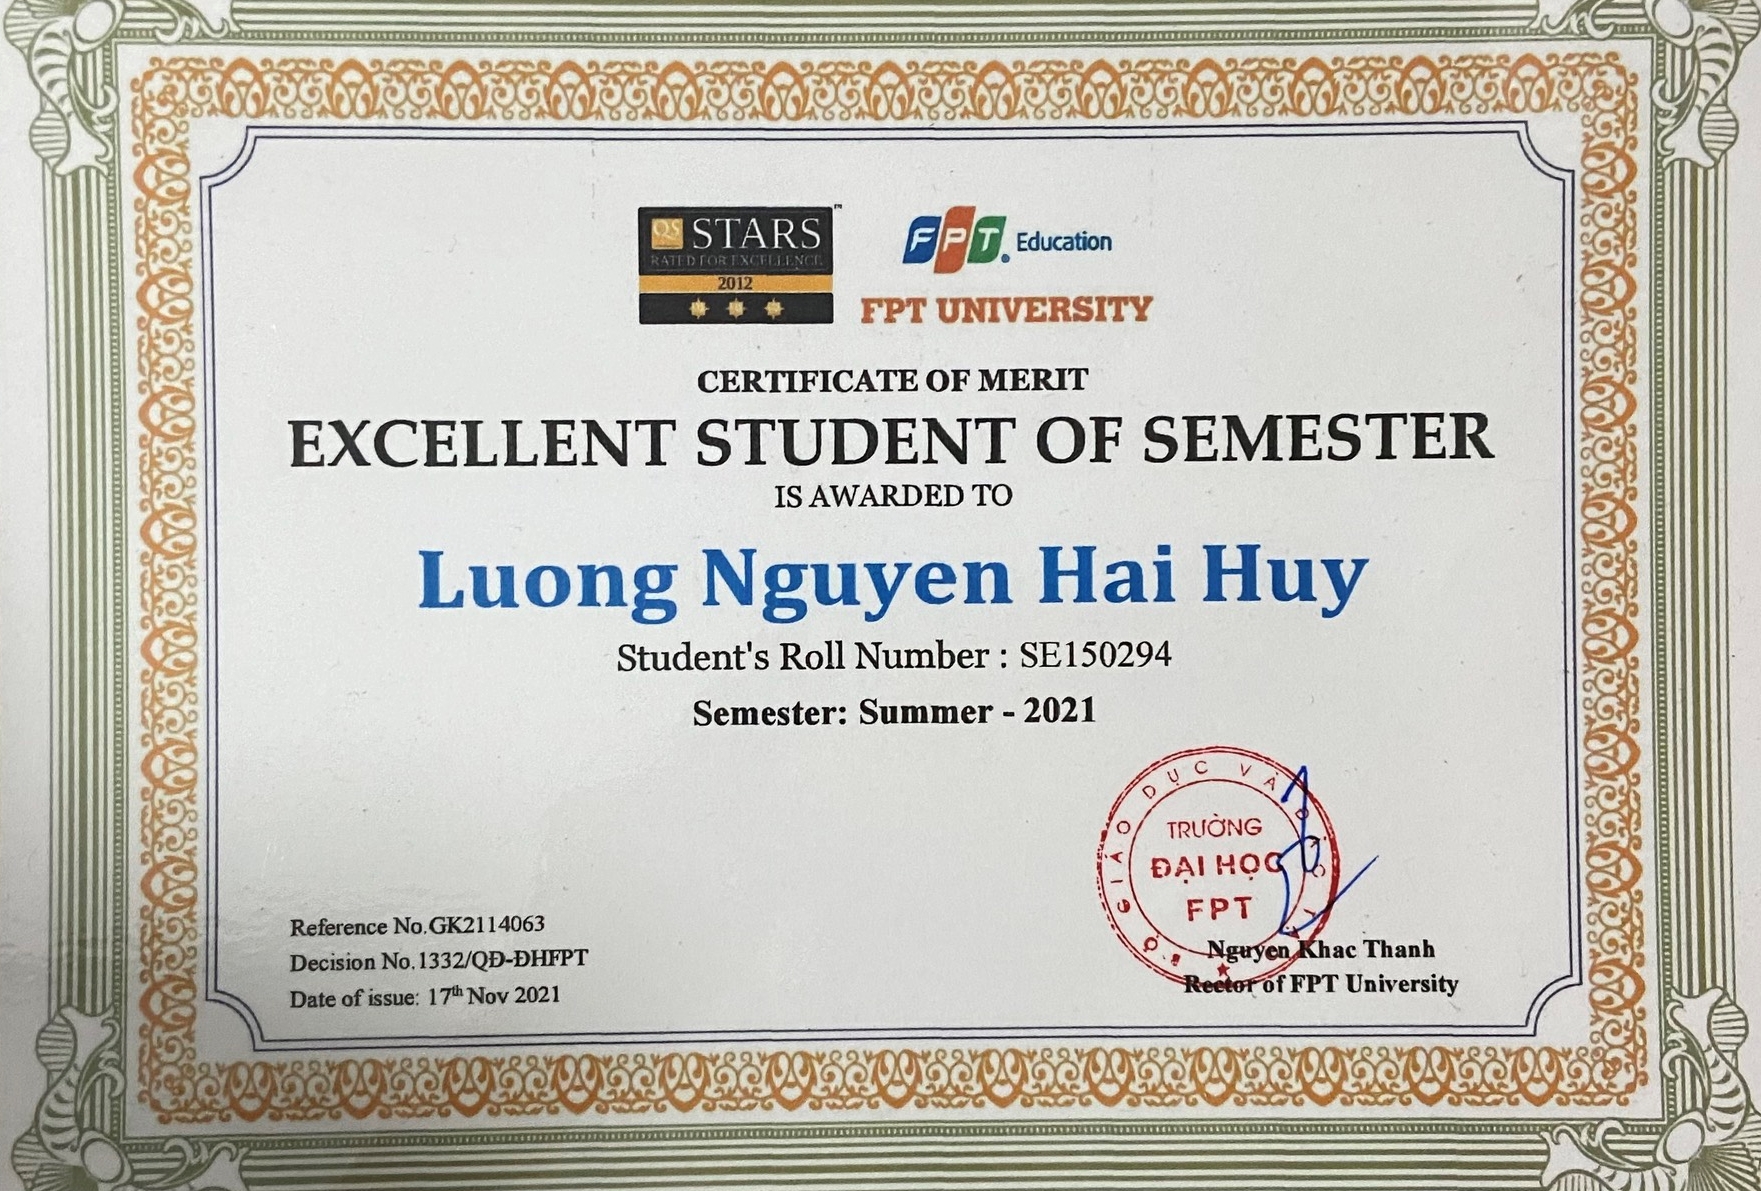 QS STARS™
RATED FOR EXCELLENCE
2012
FPT Education
FPT UNIVERSITY
CERTIFICATE OF MERIT
EXCELLENT STUDENT OF SEMESTER
IS AWARDED TO
Luong Nguyen Hai Huy
Student's Roll Number : SE150294
Semester: Summer - 2021
BỘ GIÁO DỤC VÀ ĐÀO TẠO
TRƯỜNG
ĐẠI HỌC
FPT
Reference No.GK2114063
Decision No.1332/QĐ-ĐHFPT
Date of issue: 17th Nov 2021
Nguyen Khac Thanh
Rector of FPT University